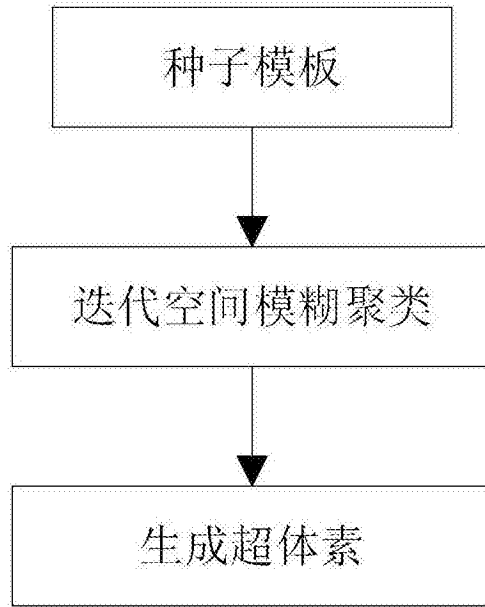 种子模板
迭代空间模糊聚类
生成超体素